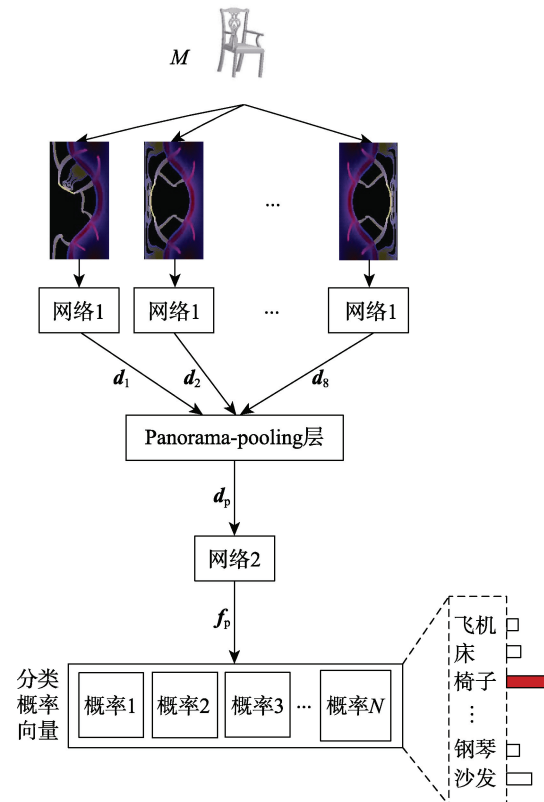 M
...
网络1 网络1 ... 网络1
d1 d2 d8
Panorama-pooling层
dp
网络2
fp
分类
概率
向量
概率1 概率2 概率3 ... 概率N
飞机
床
椅子
⋮
钢琴
沙发